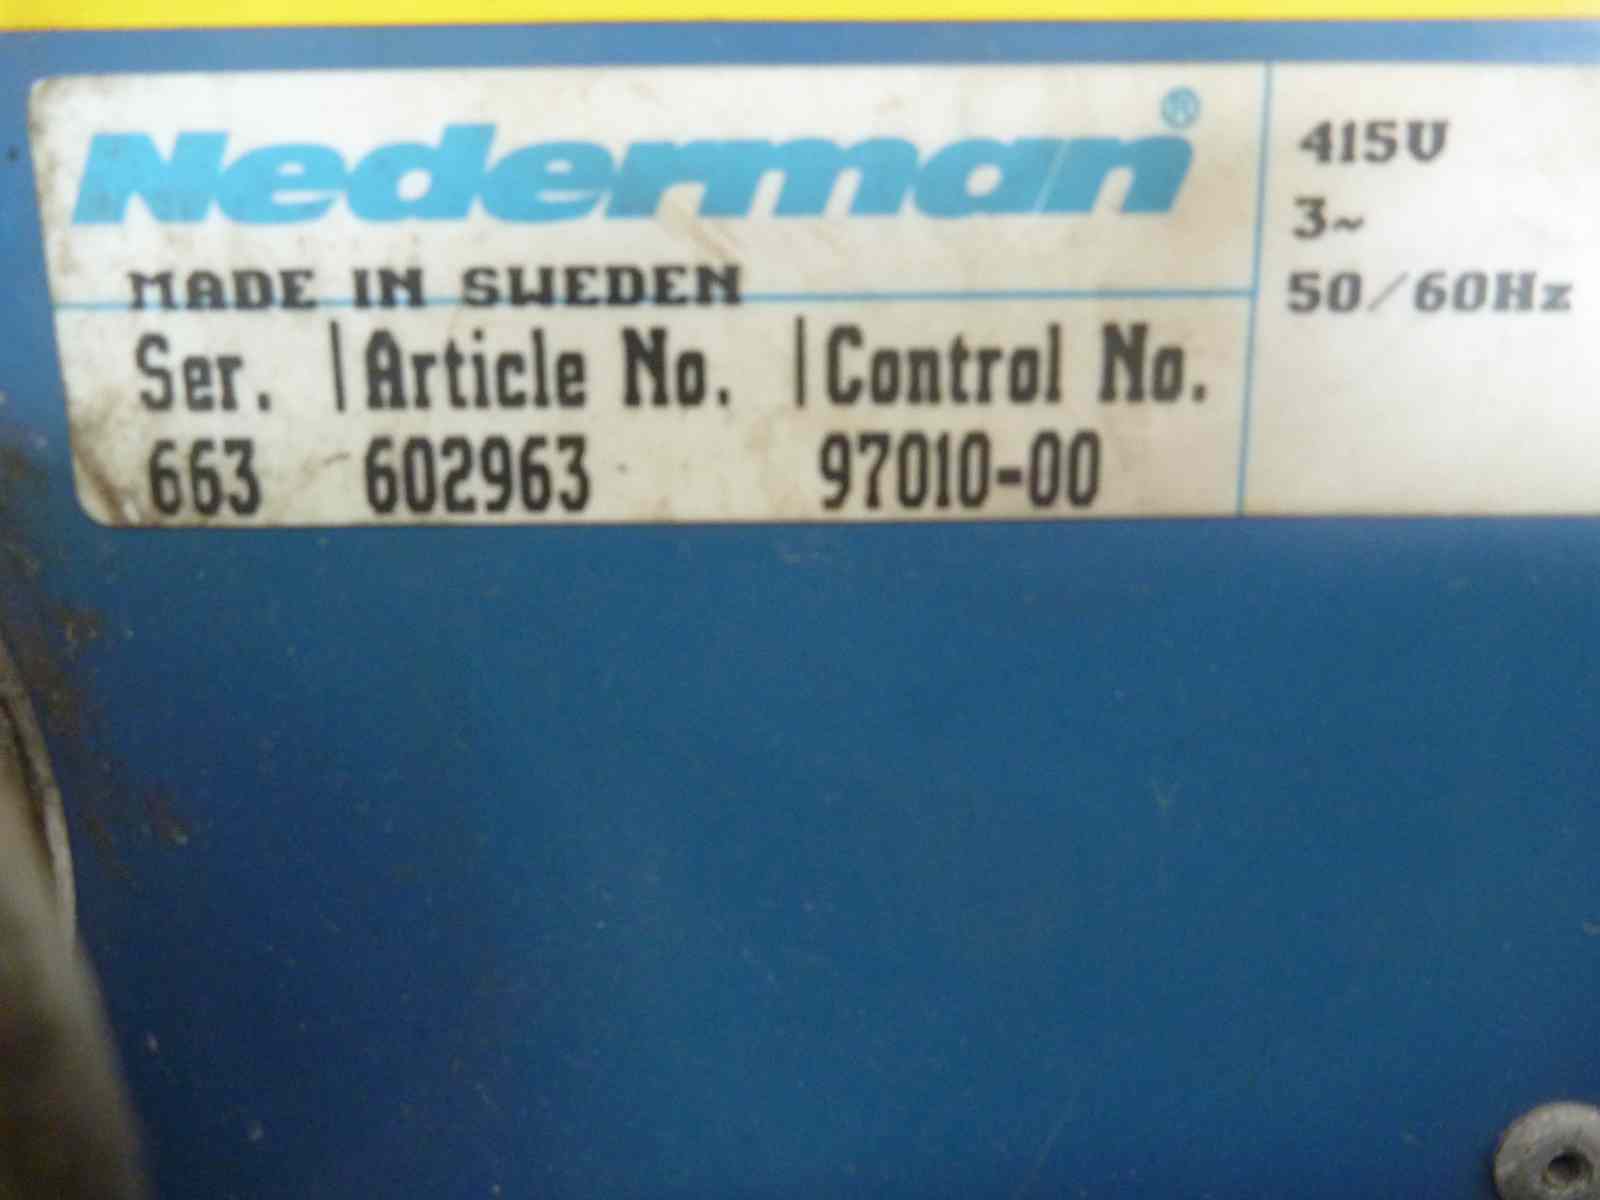 Nederman®
MADE IN SWEDEN
Ser. | Article No. | Control No.
663 602963 97010-00
415V
3~
50/60Hz